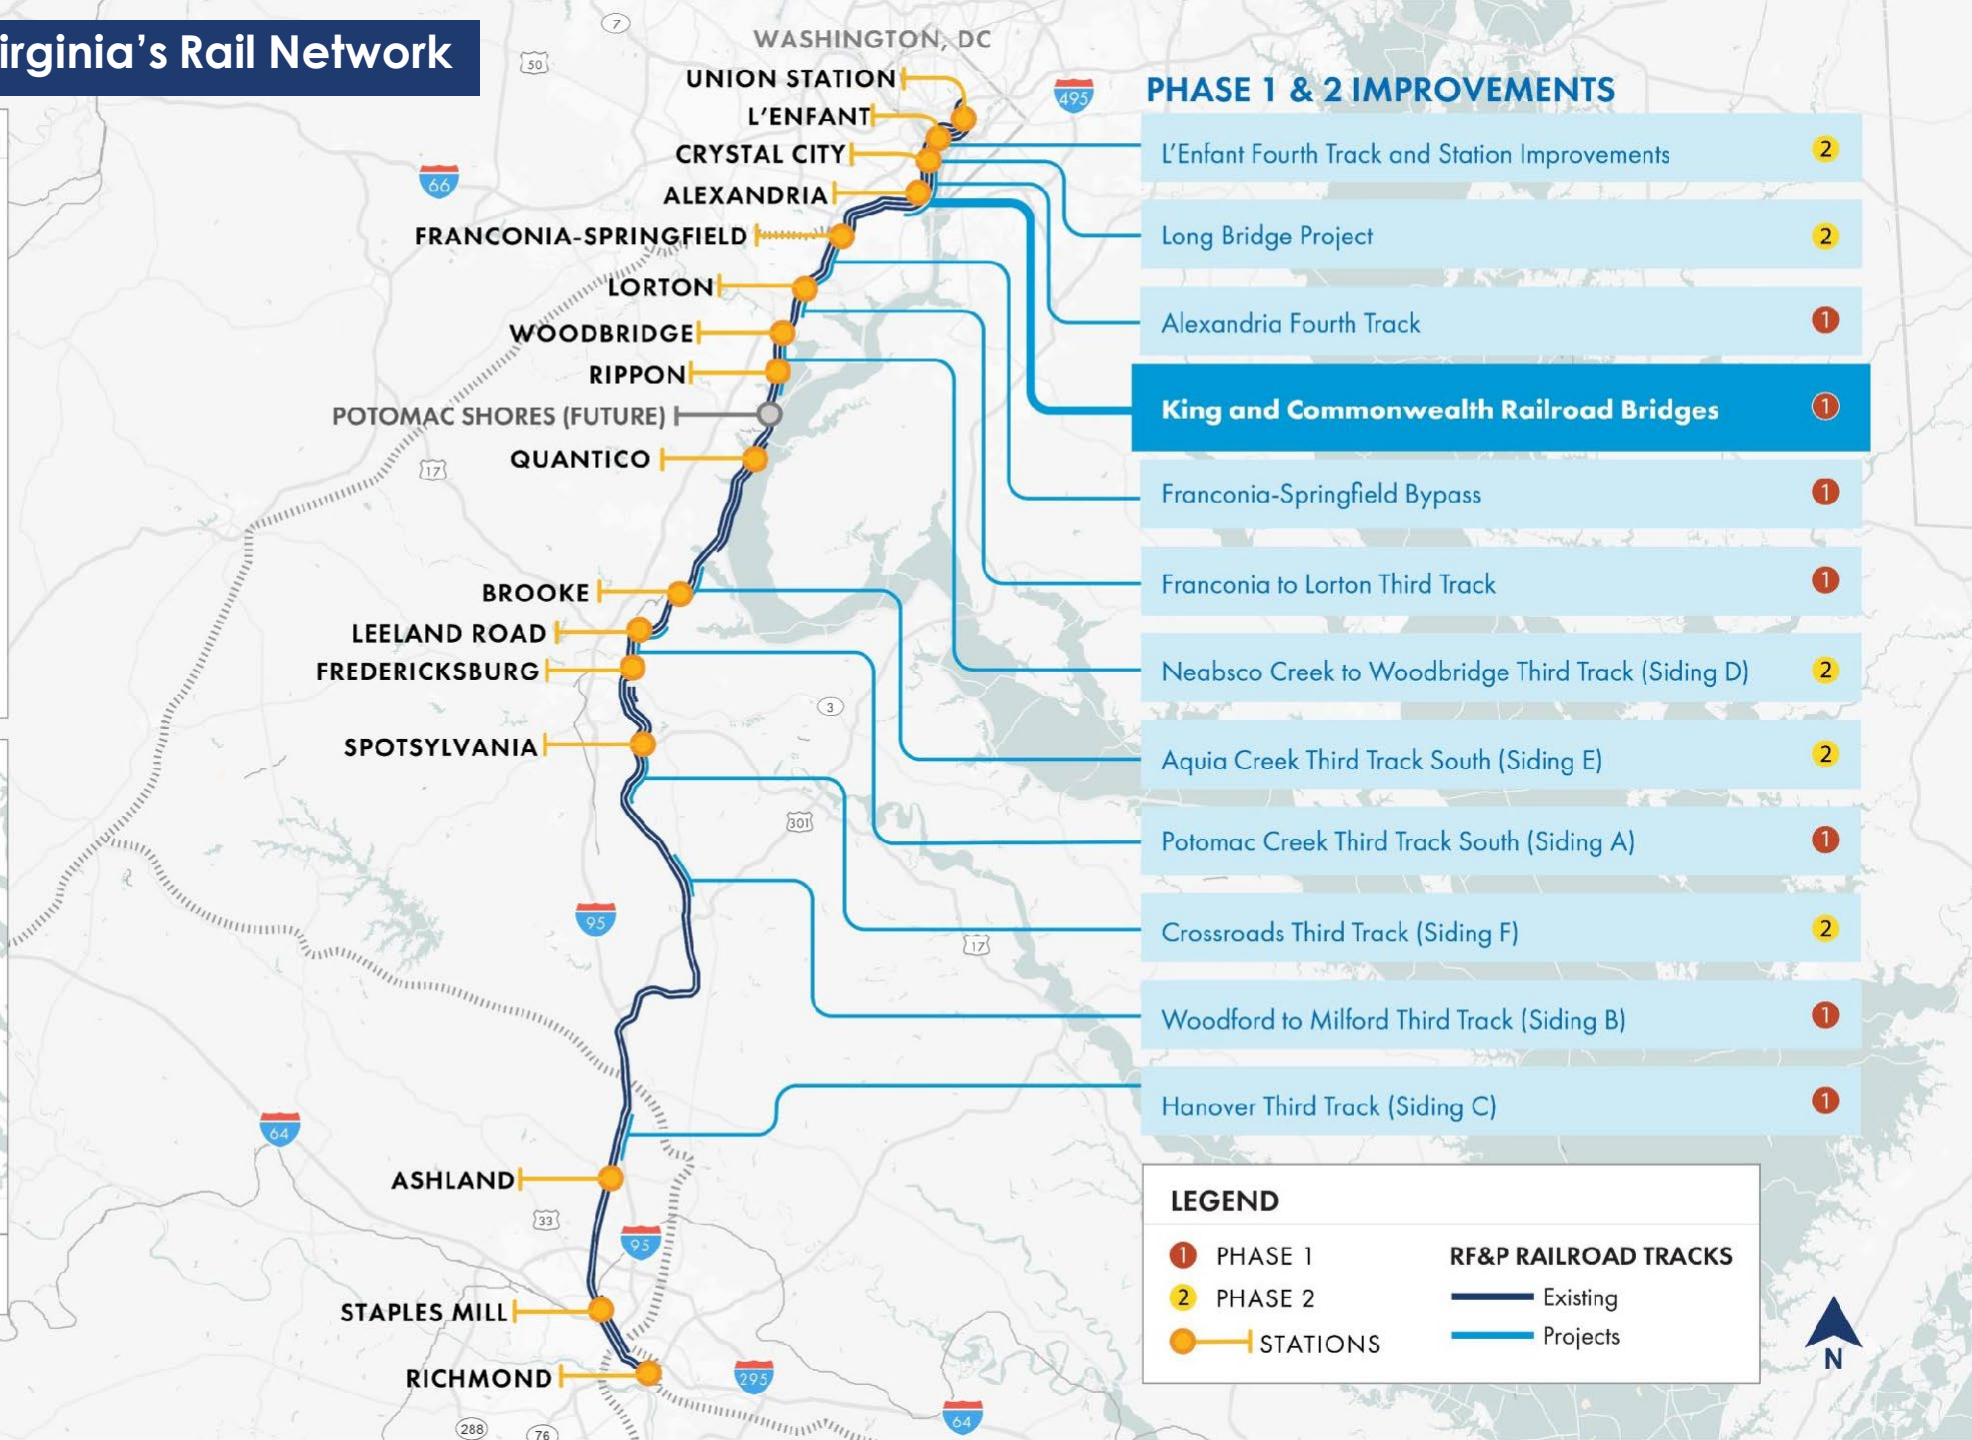 irginia's Rail Network
7
50
WASHINGTON, DC
UNION STATION
495
L'ENFANT
CRYSTAL CITY
66
ALEXANDRIA
FRANCONIA-SPRINGFIELD
LORTON
WOODBRIDGE
RIPPON
POTOMAC SHORES (FUTURE)
QUANTICO
17
BROOKE
LEELAND ROAD
FREDERICKSBURG
3
SPOTSYLVANIA
301
95
17
64
ASHLAND
33
95
STAPLES MILL
RICHMOND
295
64
288
76
PHASE 1 & 2 IMPROVEMENTS
L'Enfant Fourth Track and Station Improvements 2
Long Bridge Project 2
Alexandria Fourth Track 1
King and Commonwealth Railroad Bridges 1
Franconia-Springfield Bypass 1
Franconia to Lorton Third Track 1
Neabsco Creek to Woodbridge Third Track (Siding D) 2
Aquia Creek Third Track South (Siding E) 2
Potomac Creek Third Track South (Siding A) 1
Crossroads Third Track (Siding F) 2
Woodford to Milford Third Track (Siding B) 1
Hanover Third Track (Siding C) 1
LEGEND
1 PHASE 1
2 PHASE 2
STATIONS
RF&P RAILROAD TRACKS
Existing
Projects
N